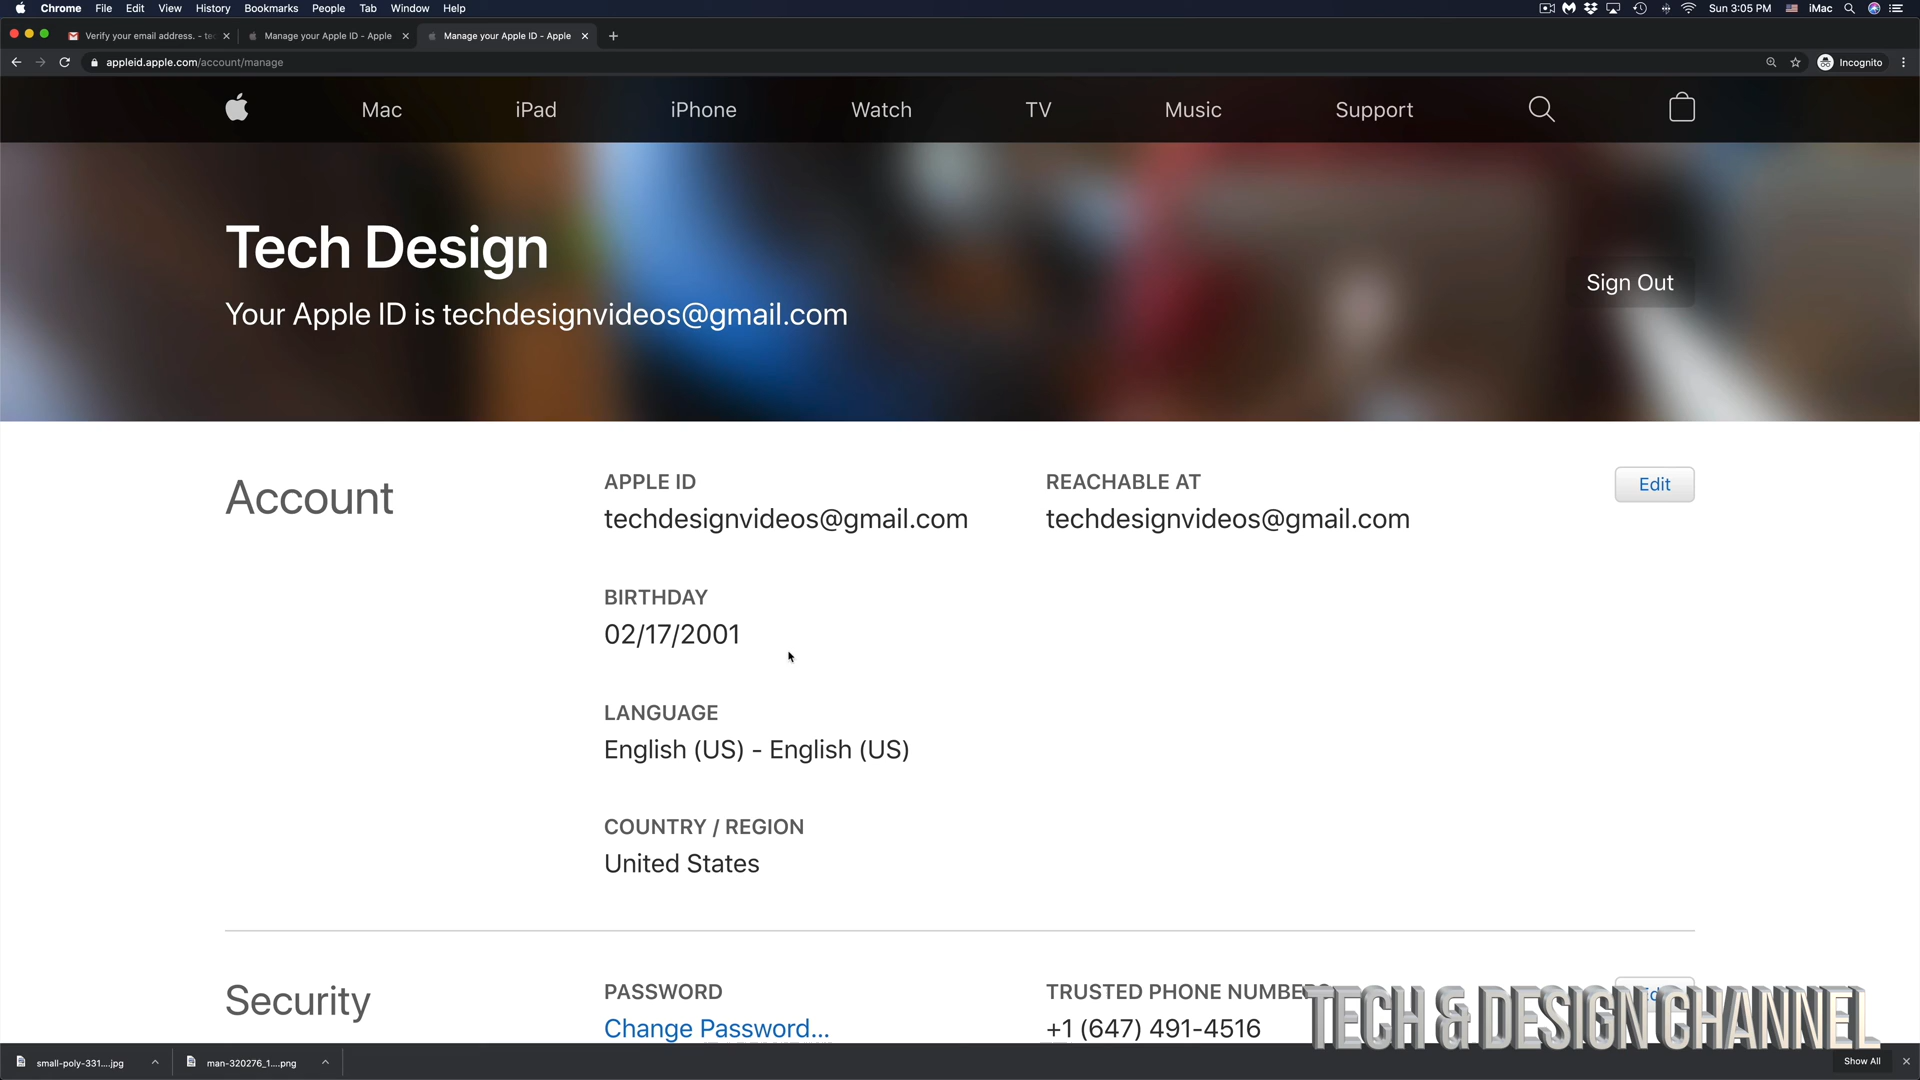 Chrome File Edit View History Bookmarks People Tab Window Help Sun 3:05 PM iMac
Verify your email address. - te Manage your Apple ID - Apple Manage your Apple ID - Apple
appleid.apple.com/account/manage Incognito
Mac iPad iPhone Watch TV Music Support
Tech Design
Your Apple ID is techdesignvideos@gmail.com
Sign Out
Account
APPLE ID
techdesignvideos@gmail.com
REACHABLE AT
techdesignvideos@gmail.com
Edit
BIRTHDAY
02/17/2001
LANGUAGE
English (US) - English (US)
COUNTRY / REGION
United States
Security
PASSWORD
Change Password...
TRUSTED PHONE NUMBERS
+1 (647) 491-4516
TECH & DESIGN CHANNEL
small-poly-331....jpg man-320276_1....png Show All